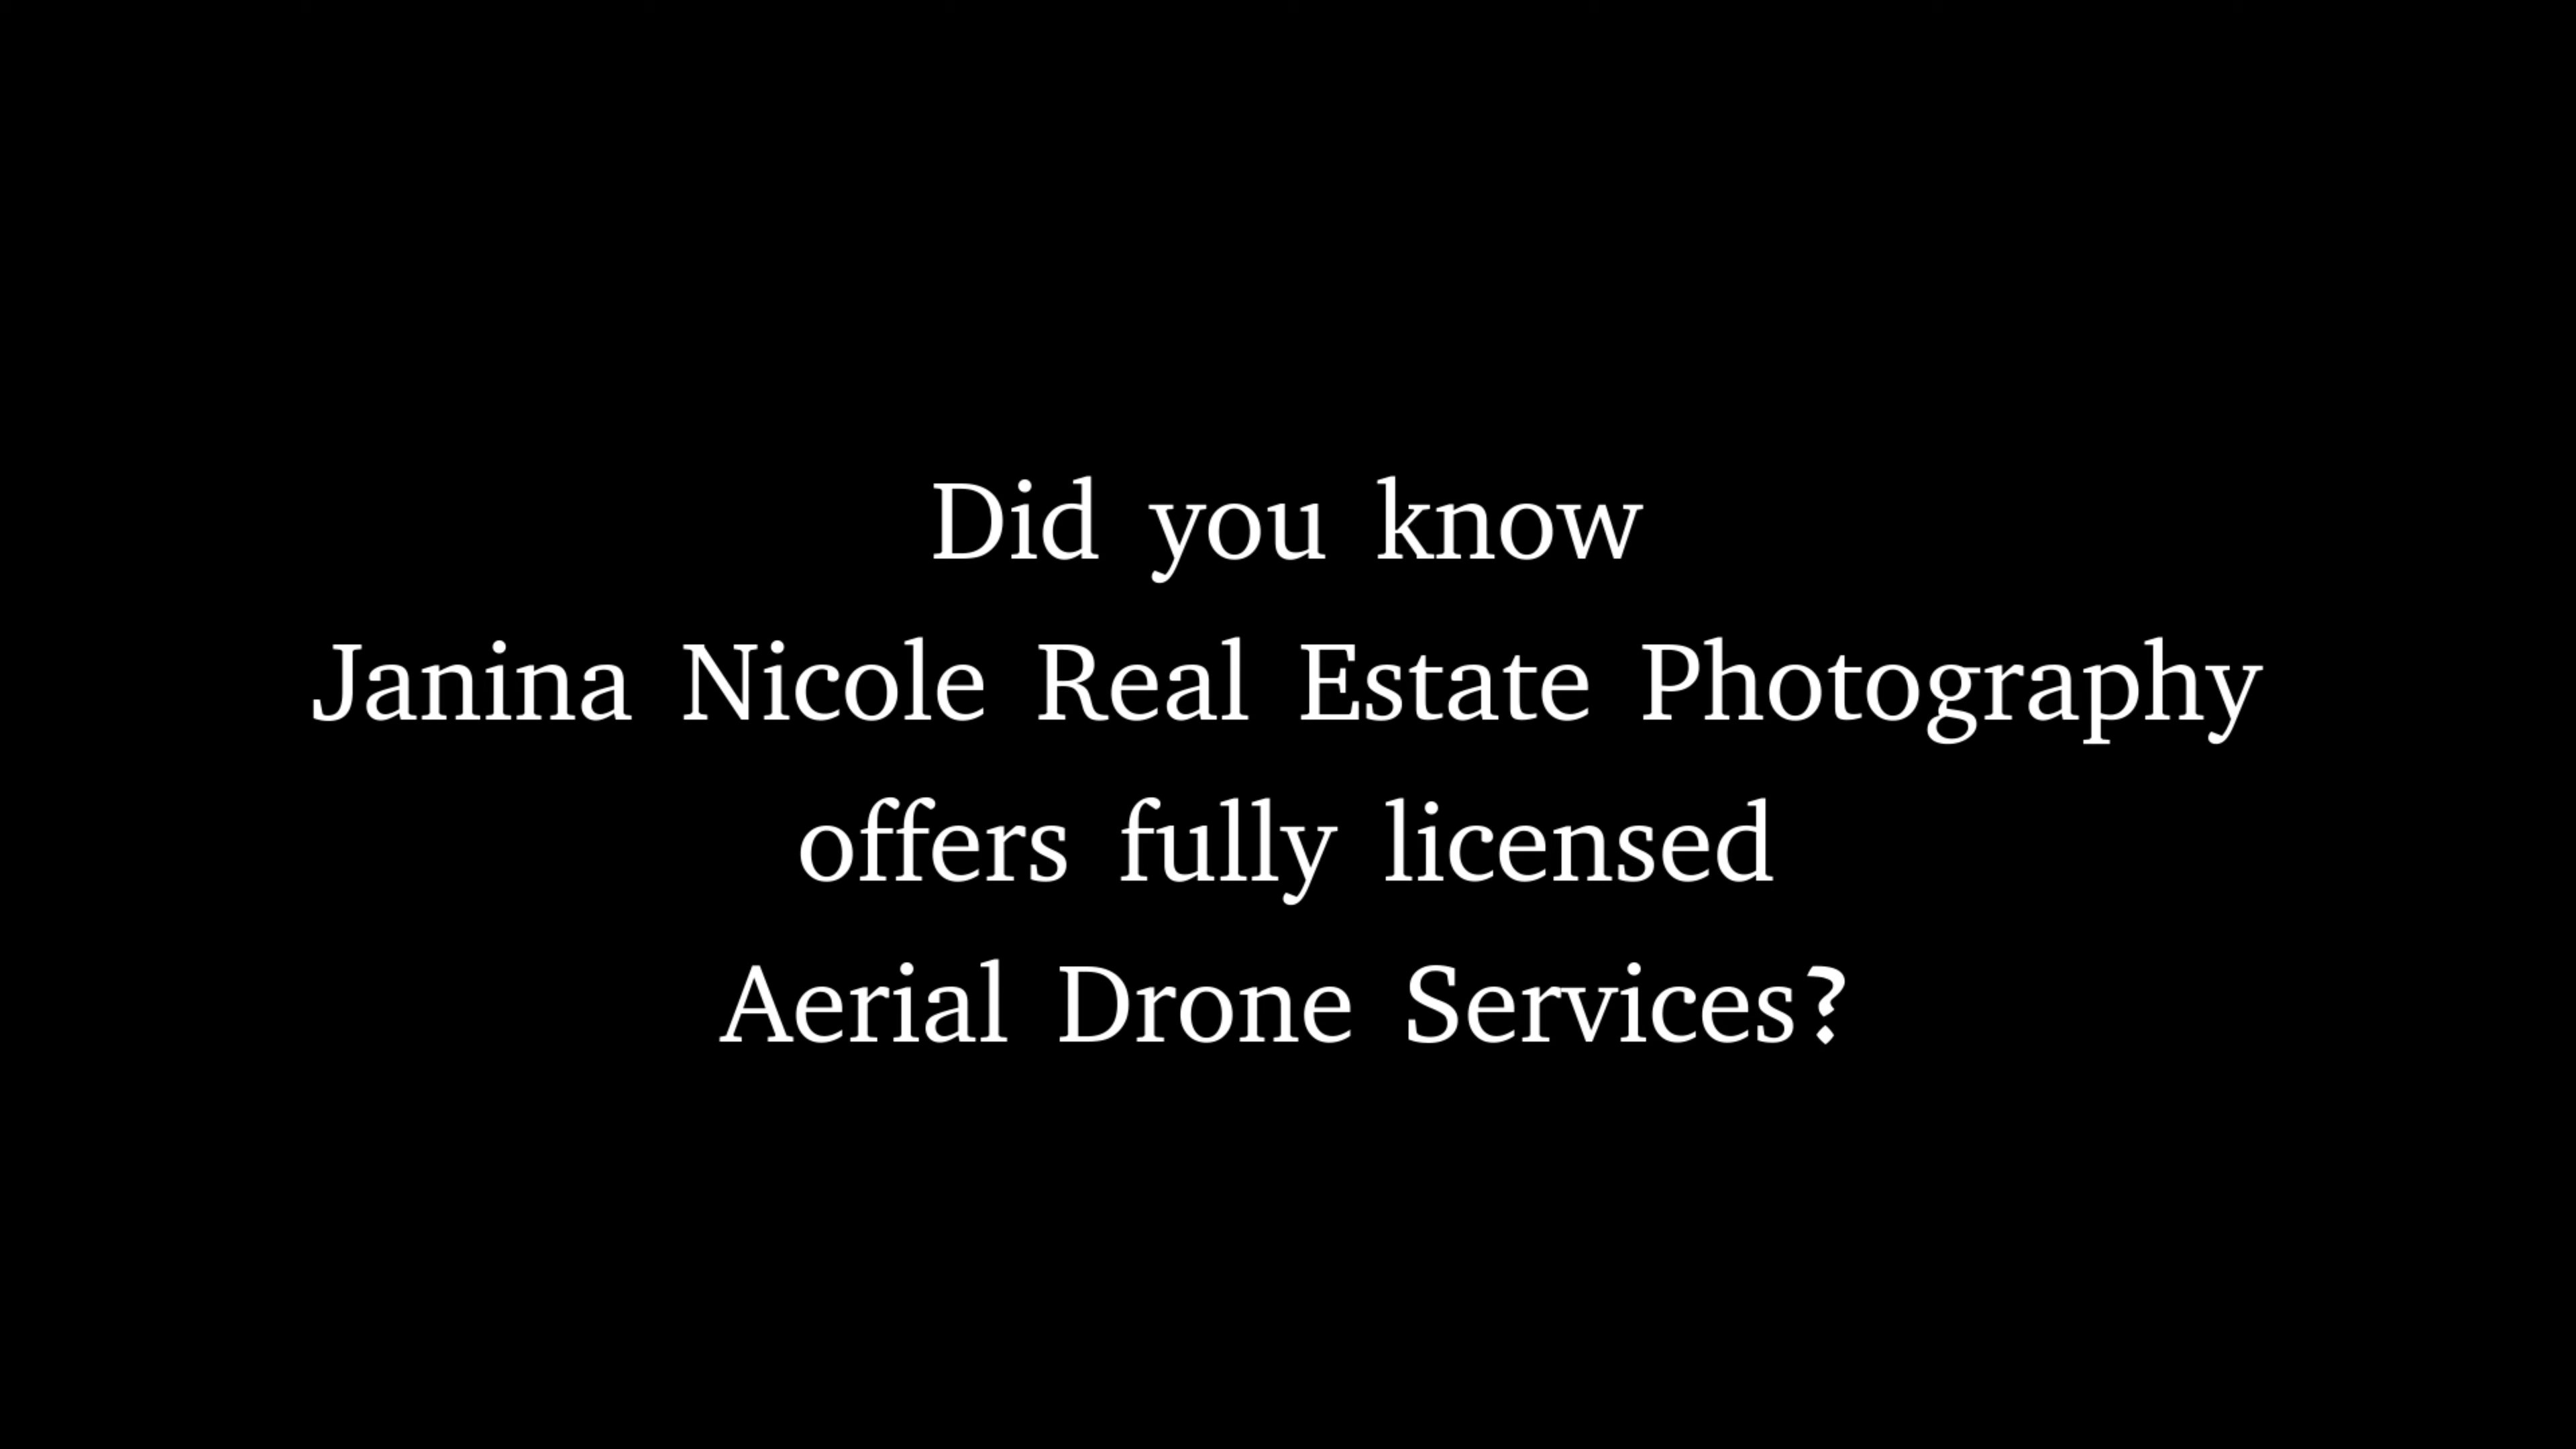 Did you know
Janina Nicole Real Estate Photography
offers fully licensed
Aerial Drone Services?